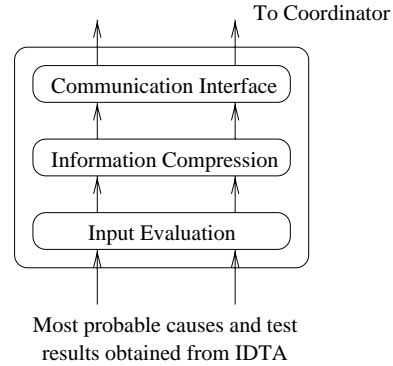 To Coordinator
Communication Interface
Information Compression
Input Evaluation
Most probable causes and test
results obtained from IDTA